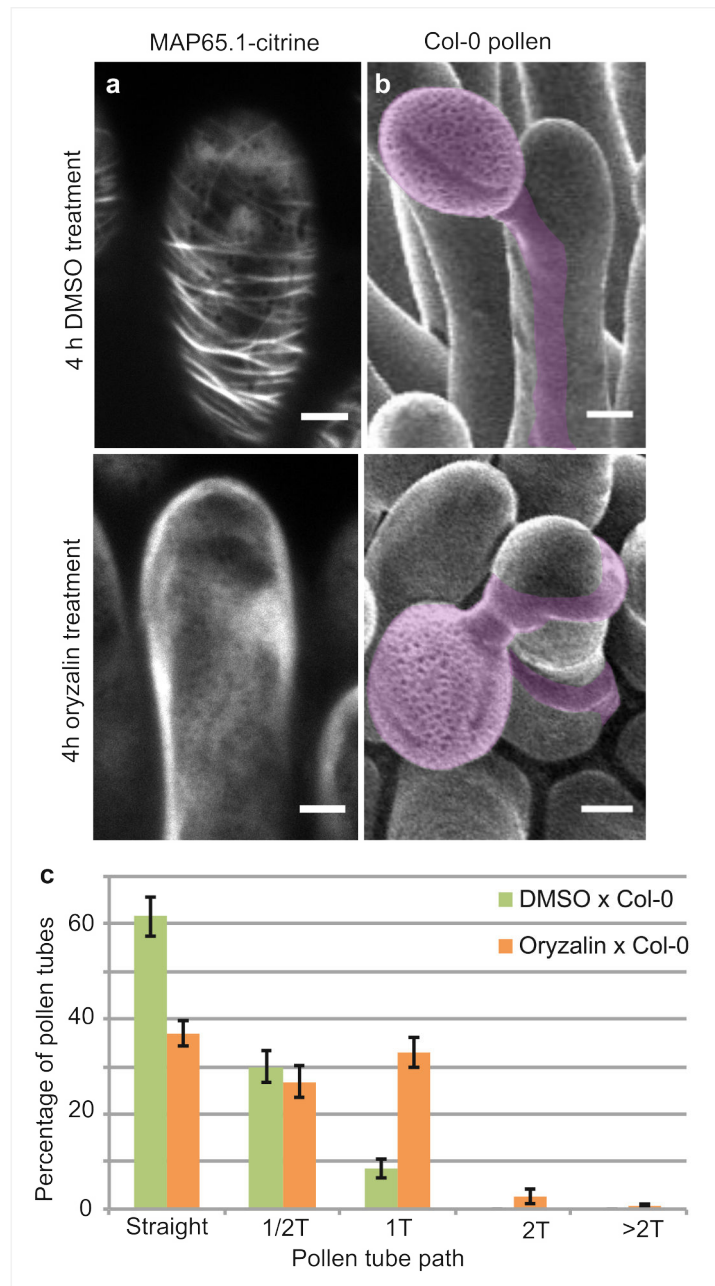 MAP65.1-citrine
Col-0 pollen
a
b
4 h DMSO treatment
4h oryzalin treatment
c
DMSO x Col-0
Oryzalin x Col-0
Percentage of pollen tubes
60
40
20
0
Straight
1/2T
1T
2T
>2T
Pollen tube path